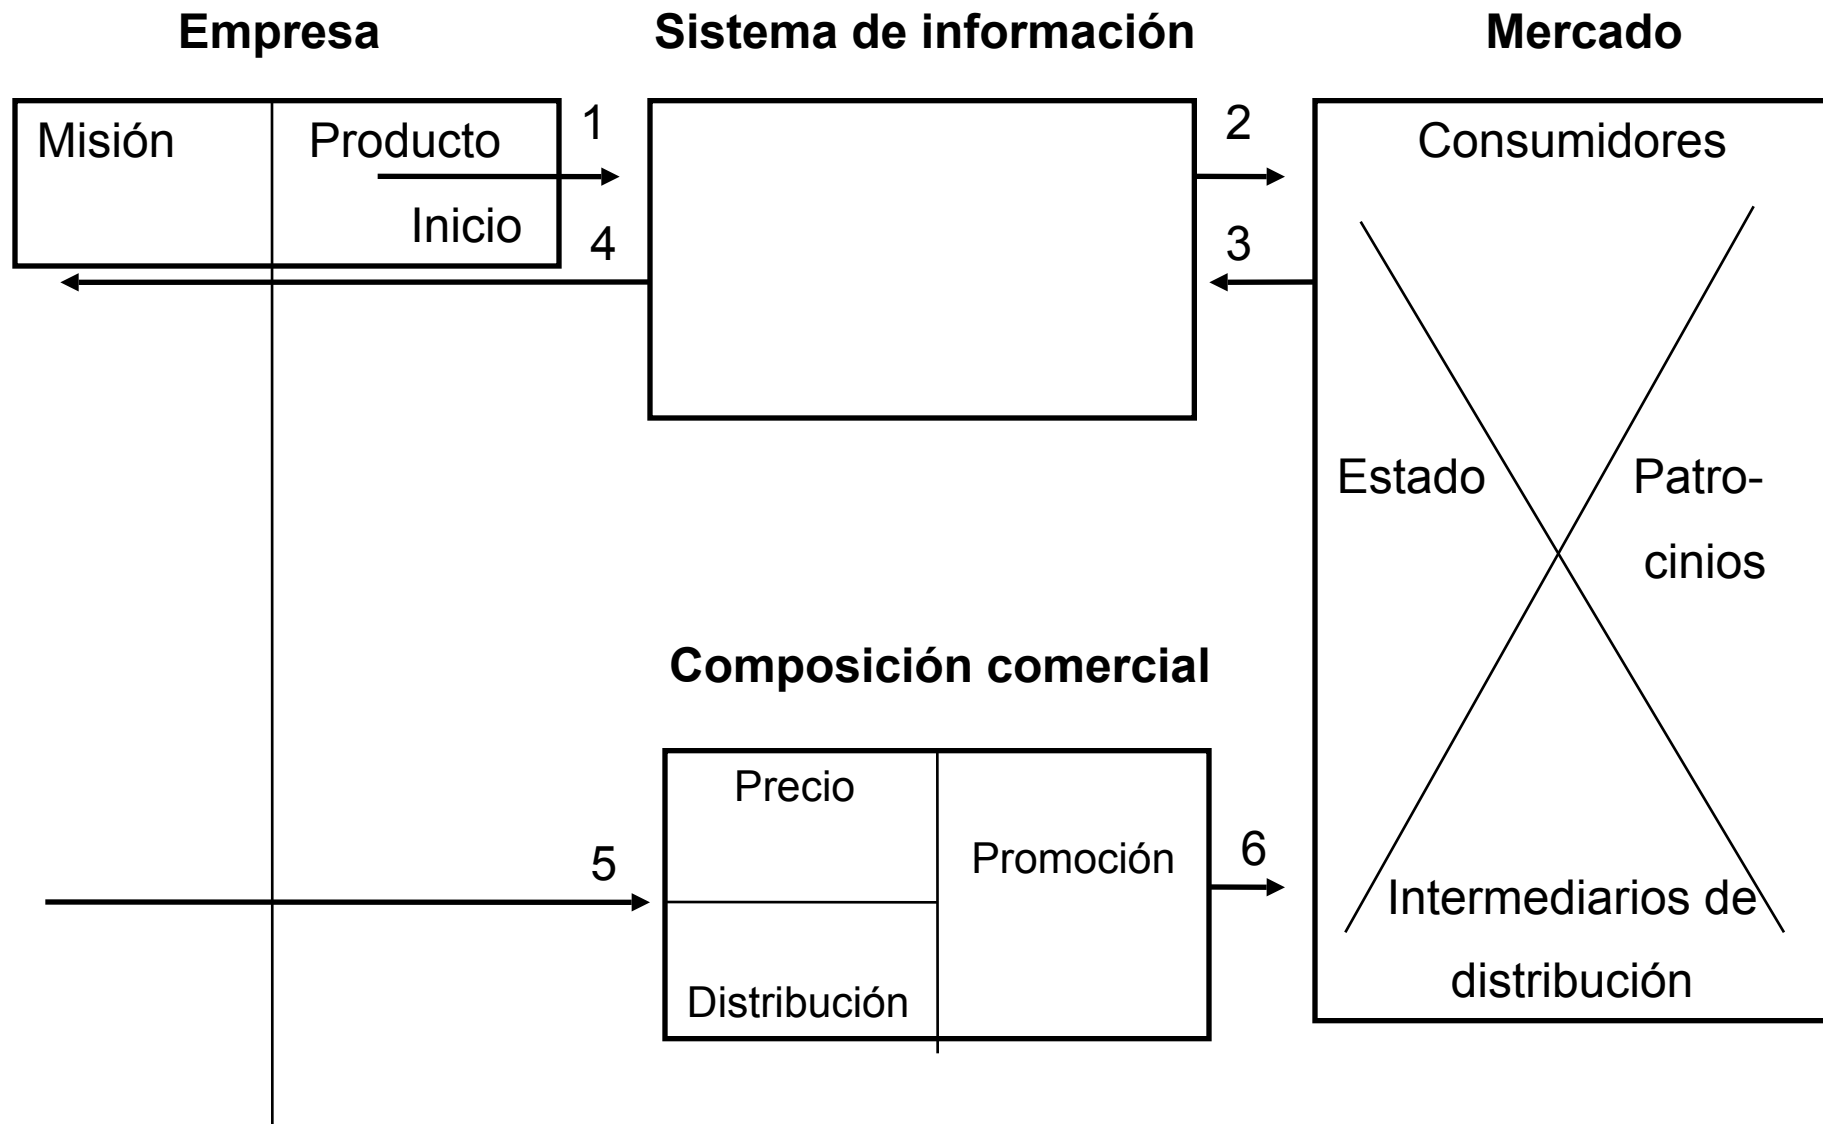 Empresa
Sistema de información
Mercado
Misión
Producto
Inicio
1
4
2
3
Consumidores
Estado
Patro-
cinios
Intermediarios de
distribución
Composición comercial
5
Precio
Promoción
Distribución
6